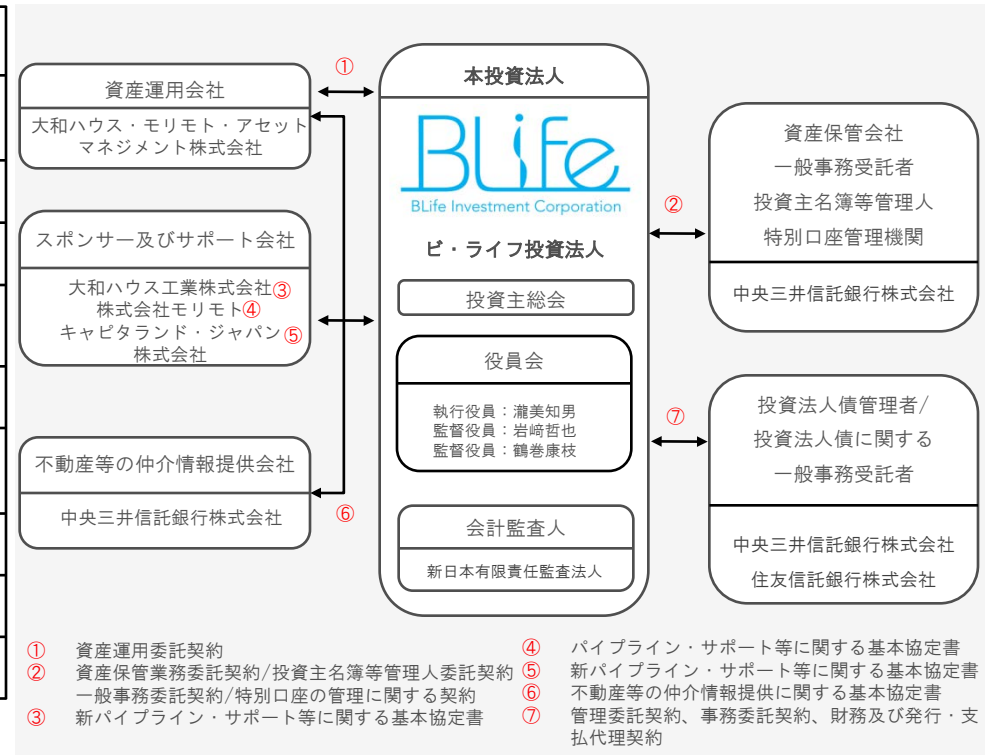 ①
資産運用会社
大和ハウス・モリモト・アセット
マネジメント株式会社
スポンサー及びサポート会社
大和ハウス工業株式会社③
株式会社モリモト④
キャピタランド・ジャパン⑤
株式会社
不動産等の仲介情報提供会社
中央三井信託銀行株式会社
⑥
本投資法人
BLife
BLife Investment Corporation
ビ・ライフ投資法人
投資主総会
役員会
執行役員：瀧美知男
監督役員：岩﨑哲也
監督役員：鶴巻康枝
会計監査人
新日本有限責任監査法人
②
資産保管会社
一般事務受託者
投資主名簿等管理人
特別口座管理機関
中央三井信託銀行株式会社
⑦
投資法人債管理者/
投資法人債に関する
一般事務受託者
中央三井信託銀行株式会社
住友信託銀行株式会社
① 資産運用委託契約
② 資産保管業務委託契約/投資主名簿等管理人委託契約
一般事務委託契約/特別口座の管理に関する契約
③ 新パイプライン・サポート等に関する基本協定書
④ パイプライン・サポート等に関する基本協定書
⑤ 新パイプライン・サポート等に関する基本協定書
⑥ 不動産等の仲介情報提供に関する基本協定書
⑦ 管理委託契約、事務委託契約、財務及び発行・支
払代理契約